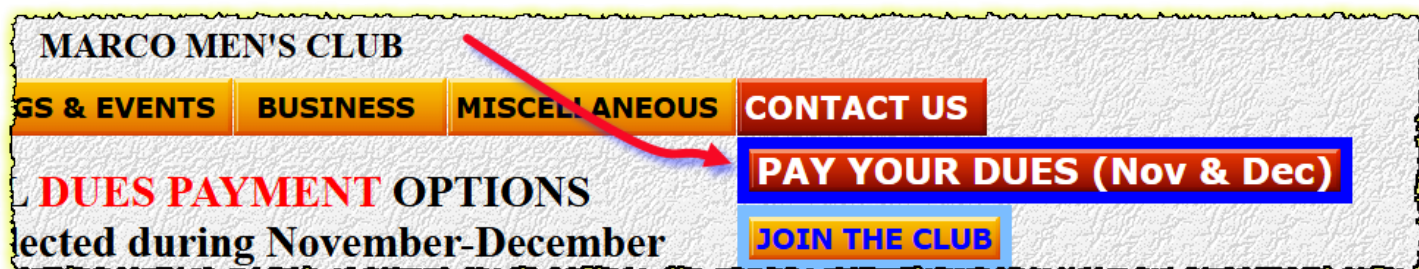 MARCO MEN'S CLUB
GS & EVENTS BUSINESS MISCELLANEOUS CONTACT US
PAY YOUR DUES (Nov & Dec)
DUES PAYMENT OPTIONS
lected during November-December
JOIN THE CLUB